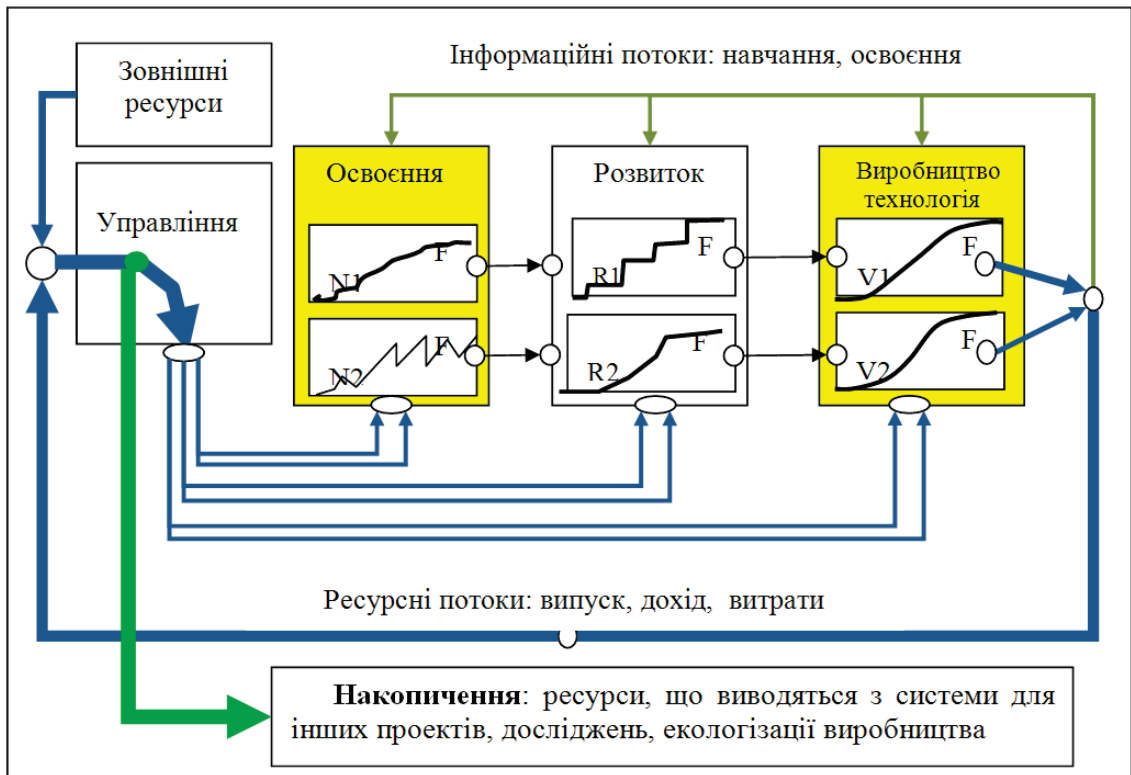 Зовнішні
ресурси
Інформаційні потоки: навчання, освоєння
Управління
Освоєння
F
N1
F
N2
Розвиток
F
R1
F
R2
Виробництво
технологія
F
V1
F
V2
Ресурсні потоки: випуск, дохід, витрати
Накопичення: ресурси, що виводяться з системи для
інших проектів, досліджень, екологізації виробництва